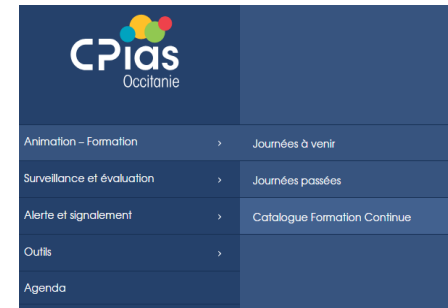 CPias
Occitanie
Animation – Formation ›
Journées à venir
Surveillance et évaluation ›
Journées passées
Alerte et signalement ›
Catalogue Formation Continue
Outils ›
Agenda